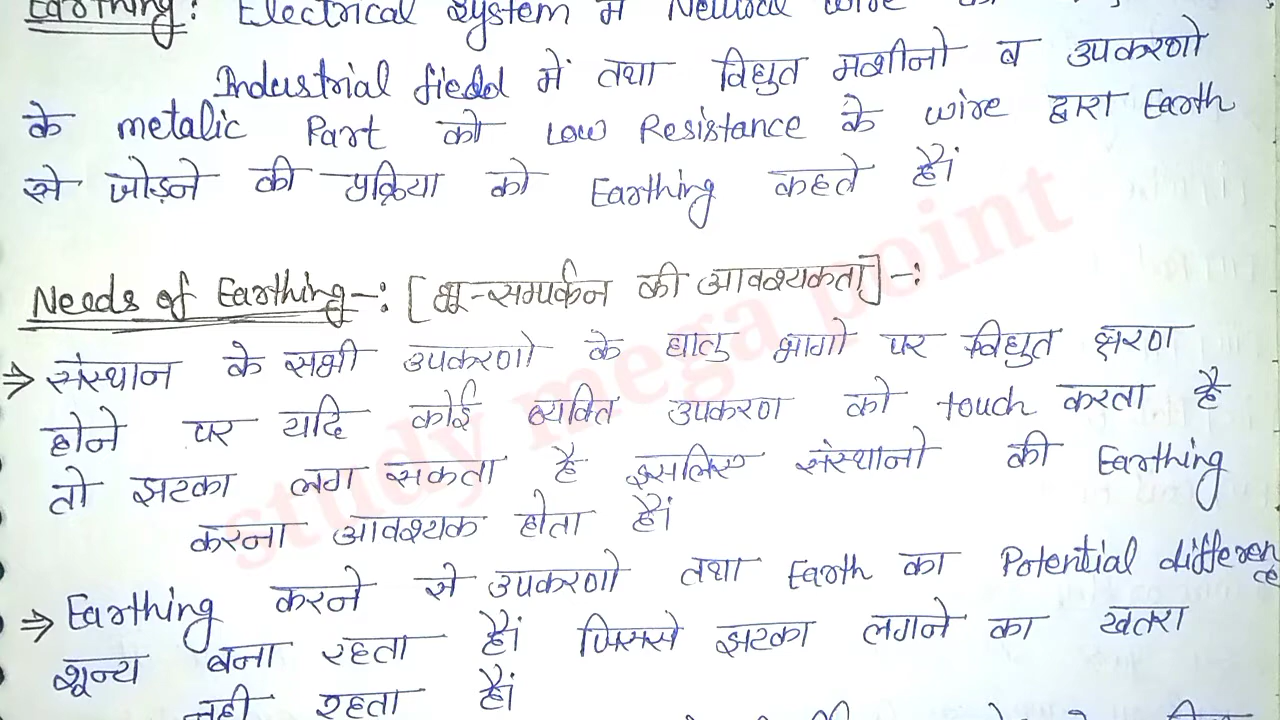 Earthing: Electrical system में Neutral wire
Industrial field में तथा विधुत मशीनो व उपकरणो
के metalic Part को Low Resistance के wire द्वारा Earth
से जोड़ने की प्रक्रिया को Earthing कहते हैं।
Needs of Earthing-: [भू-सम्पर्कन की आवश्यकता]-:
⇒ संस्थान के सभी उपकरणो के धातु भागो पर विधुत क्षरण
होने पर यदि कोई व्यक्ति उपकरण को touch करता है
तो झटका लग सकता है इसलिए संस्थानो की Earthing
करना आवश्यक होता हैं।
⇒ Earthing करने से उपकरणो तथा Earth का Potential difference
शून्य बना रहता हैं। जिससे झटका लगने का खतरा
नही रहता हैं।
study mega point